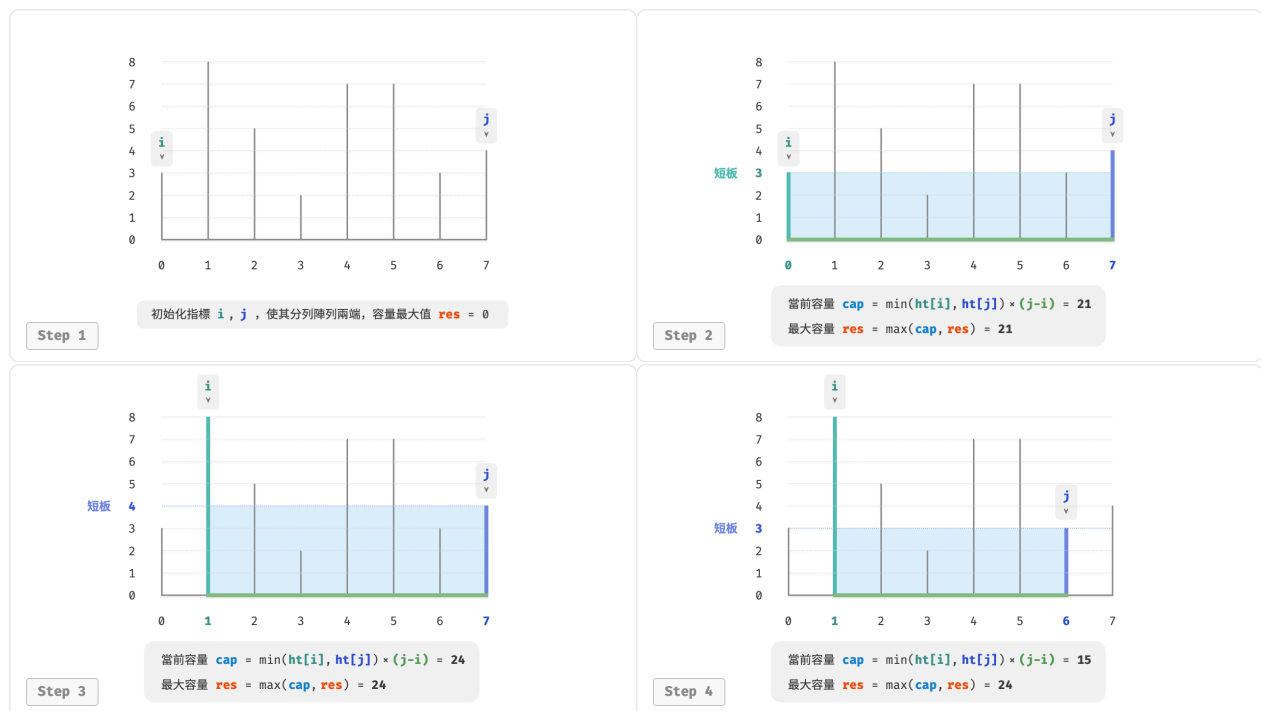 8
7
6
5
4
3
2
1
0
i
j
0 1 2 3 4 5 6 7
初始化指標 i , j ，使其分列陣列兩端，容量最大值 res = 0
Step 1
8
7
6
5
4
短板 3
2
1
0
i
j
0 1 2 3 4 5 6 7
當前容量 cap = min(ht[i], ht[j]) × (j-i) = 21
最大容量 res = max(cap, res) = 21
Step 2
i
8
7
6
5
短板 4
3
2
1
0
j
0 1 2 3 4 5 6 7
當前容量 cap = min(ht[i], ht[j]) × (j-i) = 24
最大容量 res = max(cap, res) = 24
Step 3
i
8
7
6
5
4
短板 3
2
1
0
j
0 1 2 3 4 5 6 7
當前容量 cap = min(ht[i], ht[j]) × (j-i) = 15
最大容量 res = max(cap, res) = 24
Step 4